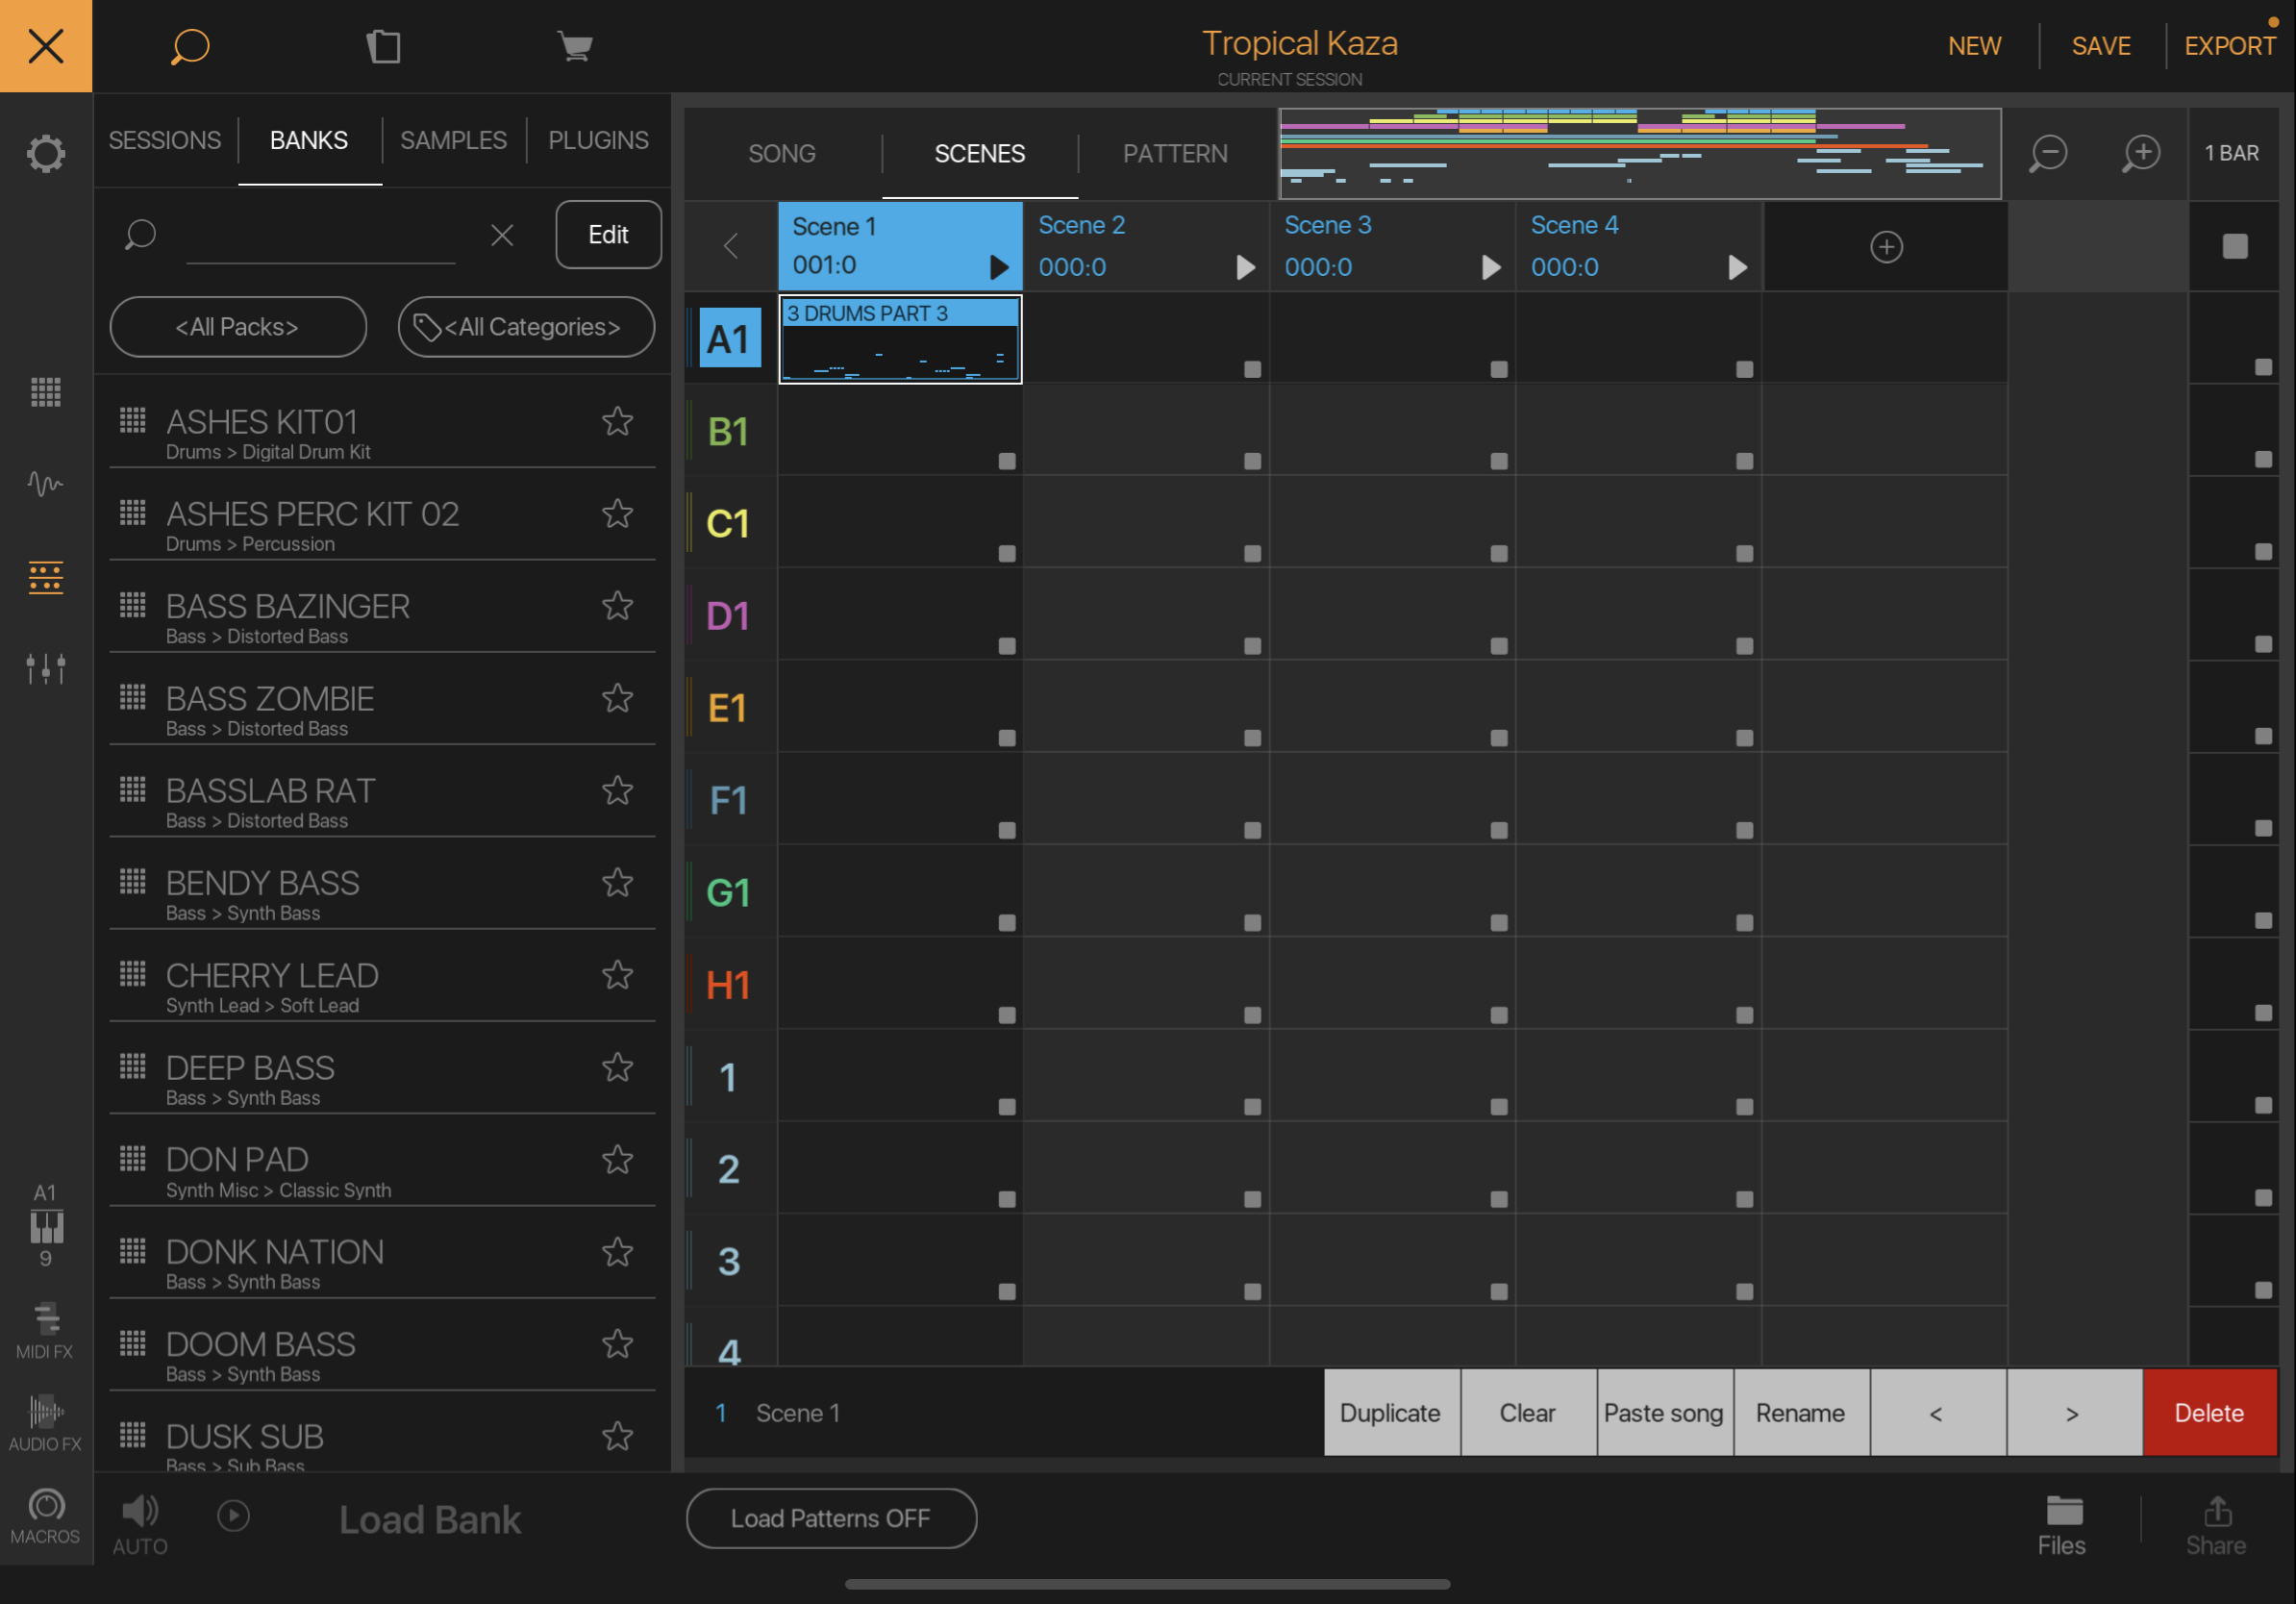 Tropical Kaza
CURRENT SESSION
NEW
SAVE
EXPORT
SESSIONS
BANKS
SAMPLES
PLUGINS
Edit
<All Packs>
<All Categories>
ASHES KIT01
Drums > Digital Drum Kit
ASHES PERC KIT 02
Drums > Percussion
BASS BAZINGER
Bass > Distorted Bass
BASS ZOMBIE
Bass > Distorted Bass
BASSLAB RAT
Bass > Distorted Bass
BENDY BASS
Bass > Synth Bass
CHERRY LEAD
Synth Lead > Soft Lead
DEEP BASS
Bass > Synth Bass
DON PAD
Synth Misc > Classic Synth
DONK NATION
Bass > Synth Bass
DOOM BASS
Bass > Synth Bass
DUSK SUB
Bass > Sub Bass
SONG
SCENES
PATTERN
1 BAR
Scene 1
001:0
Scene 2
000:0
Scene 3
000:0
Scene 4
000:0
A1
3 DRUMS PART 3
B1
C1
D1
E1
F1
G1
H1
1
2
3
4
1 Scene 1
Duplicate
Clear
Paste song
Rename
<
>
Delete
A1
9
MIDI FX
AUDIO FX
MACROS
AUTO
Load Bank
Load Patterns OFF
Files
Share